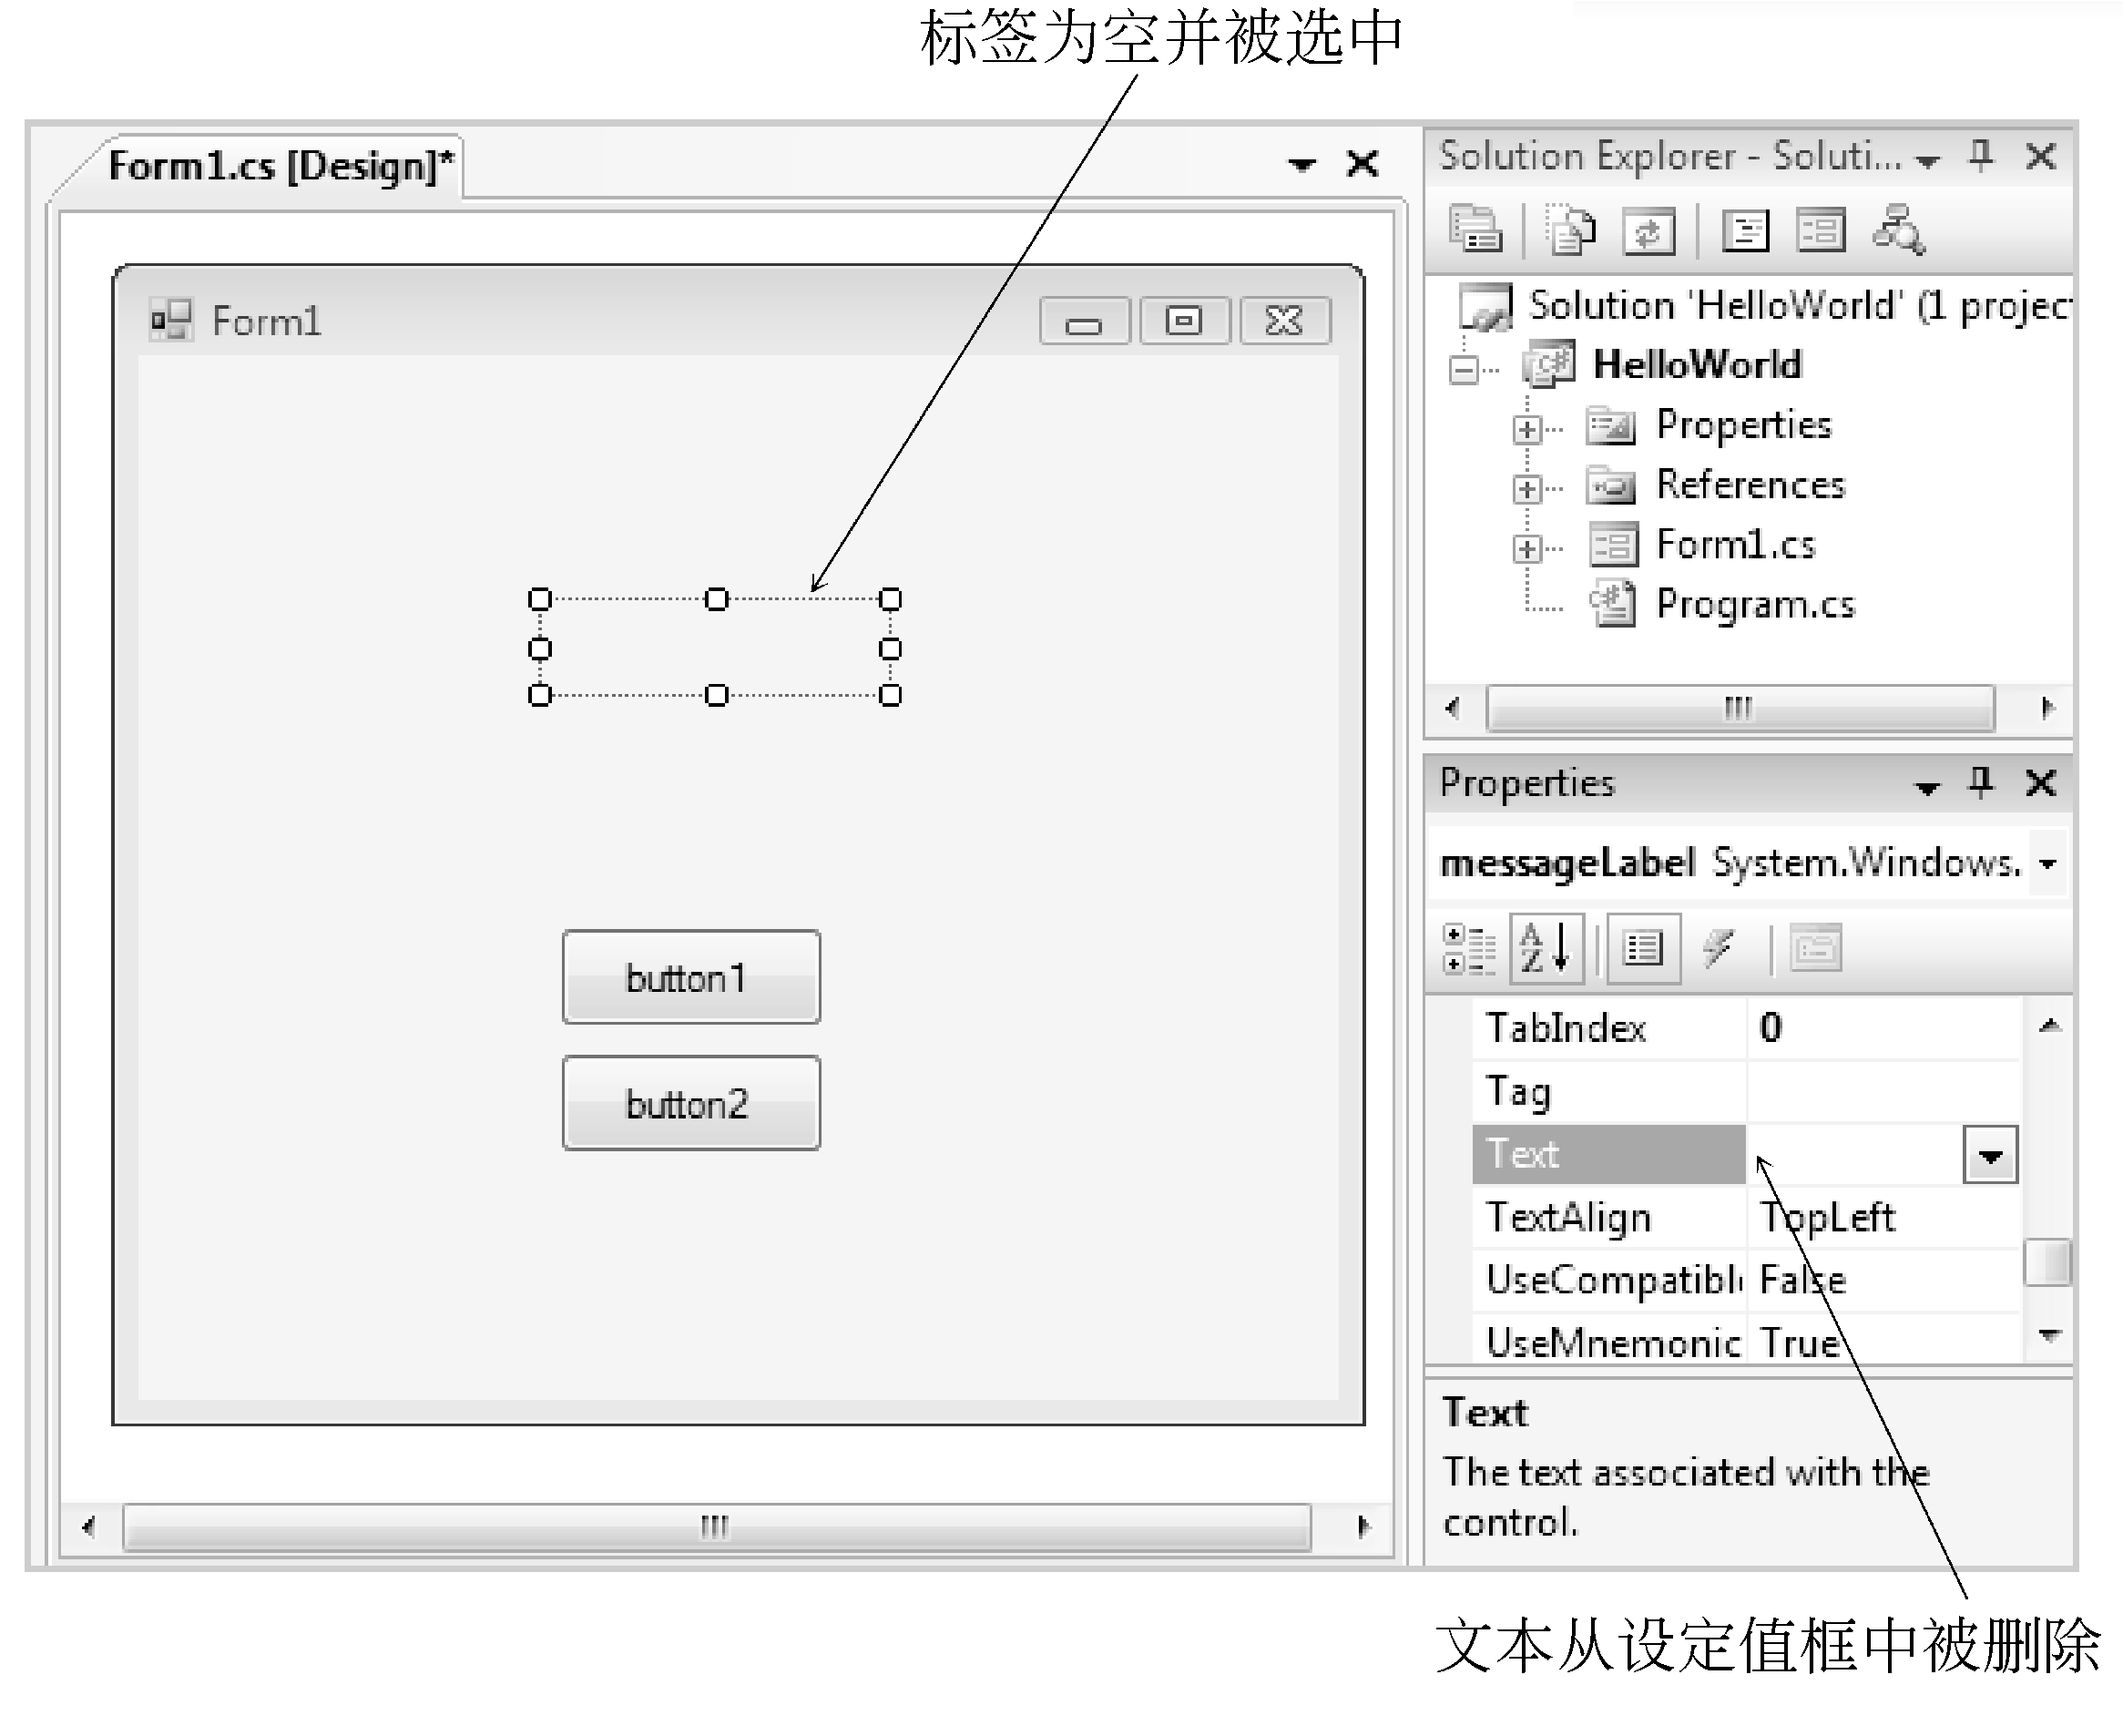 标签为空并被选中
Form1.cs [Design]*
Form1
button1
button2
Solution Explorer - Soluti...
Solution 'HelloWorld' (1 project
HelloWorld
Properties
References
Form1.cs
Program.cs
Properties
messageLabel System.Windows.
TabIndex 0
Tag
Text
TextAlign TopLeft
UseCompatibl False
UseMnemonic True
Text
The text associated with the
control.
文本从设定值框中被删除